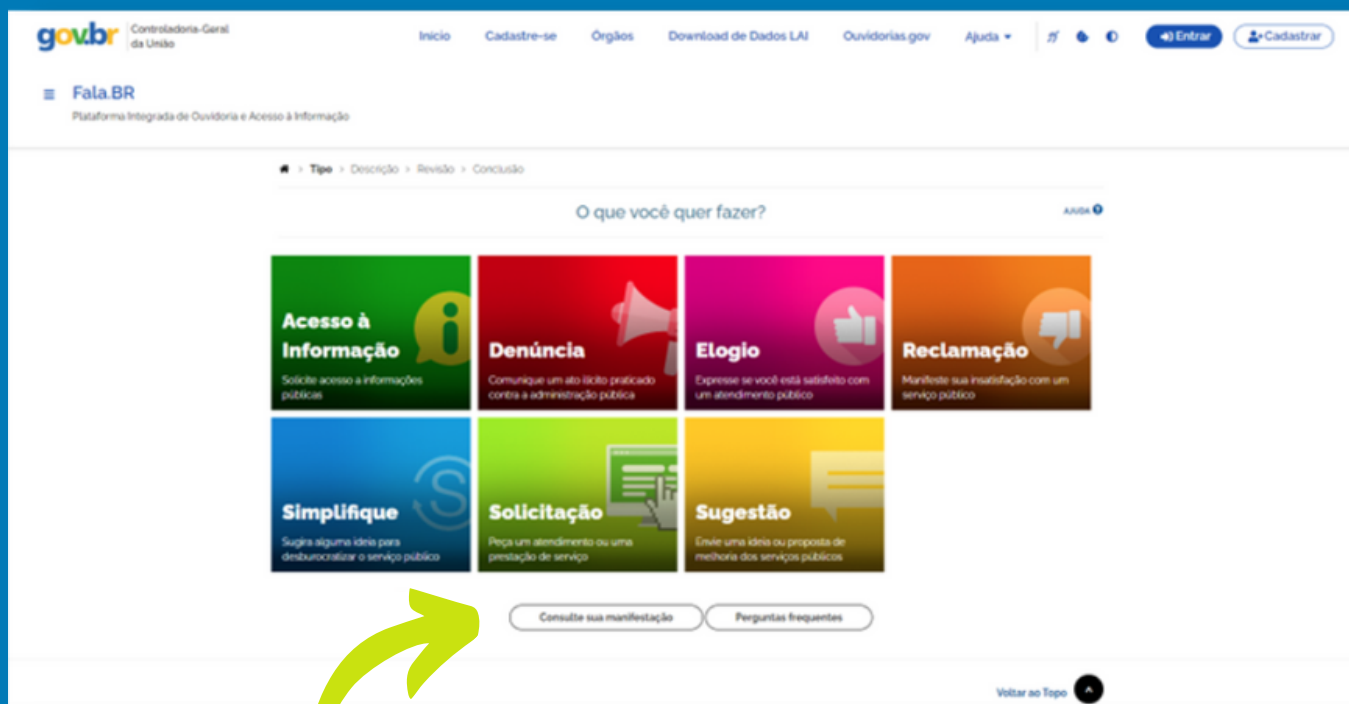 gov.br
Controladoria-Geral
da União
Início
Cadastre-se
Órgãos
Download de Dados LAI
Ouvidorias.gov
Ajuda
Entrar
Cadastrar
Fala.BR
Plataforma Integrada de Ouvidoria e Acesso à Informação
> Tipo > Descrição > Revisão > Conclusão
O que você quer fazer?
AJUDA
Acesso à
Informação
Solicite acesso a informações
públicas
Denúncia
Comunique um ato ilícito praticado
contra a administração pública
Elogio
Expresse se você está satisfeito com
um atendimento público
Reclamação
Manifeste sua insatisfação com um
serviço público
Simplifique
Sugira alguma ideia para
desburocratizar o serviço público
Solicitação
Peça um atendimento ou uma
prestação de serviço
Sugestão
Envie uma ideia ou proposta de
melhoria dos serviços públicos
Consulte sua manifestação
Perguntas frequentes
Voltar ao Topo